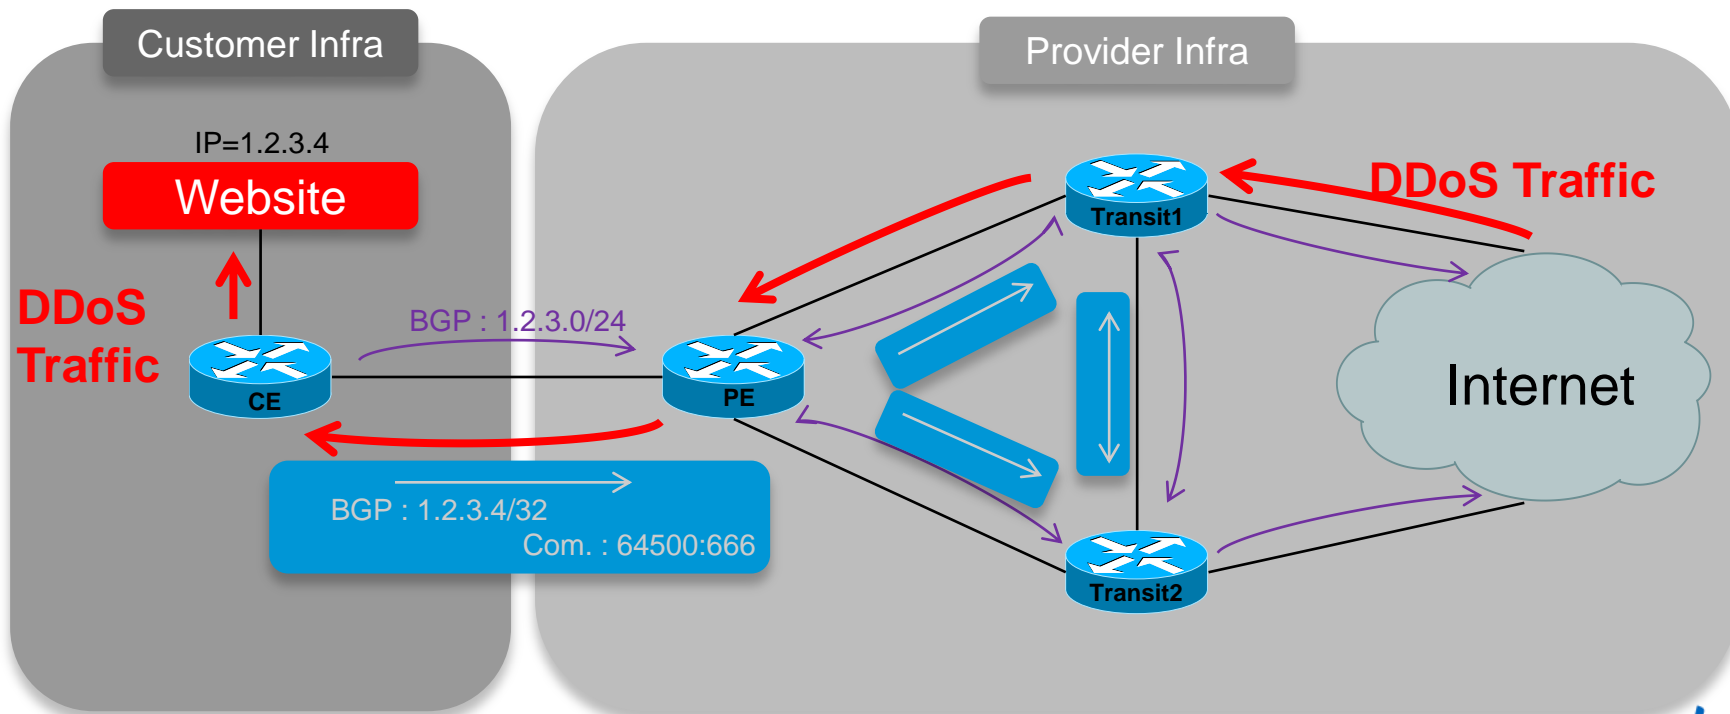 Customer Infra
Provider Infra
IP=1.2.3.4
Website
DDoS
Traffic
BGP : 1.2.3.0/24
CE
PE
BGP : 1.2.3.4/32
Com. : 64500:666
Transit1
DDoS Traffic
Internet
Transit2